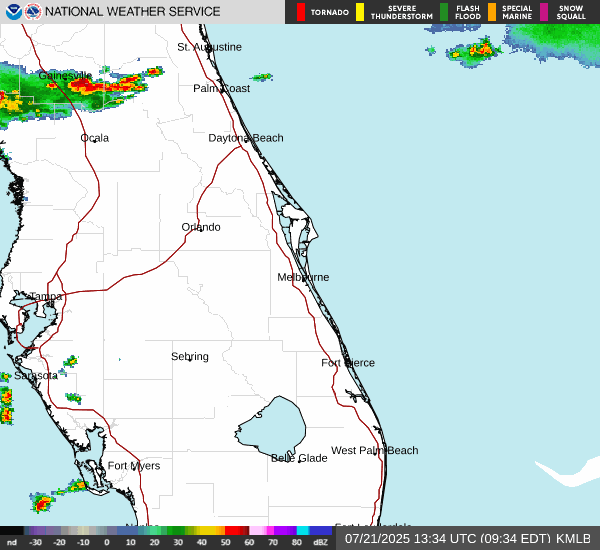 NATIONAL WEATHER SERVICE
TORNADO
SEVERE THUNDERSTORM
FLASH FLOOD
SPECIAL MARINE
SNOW SQUALL
St. Augustine
Gainesville
Palm Coast
Ocala
Daytona Beach
Orlando
Melbourne
Tampa
Sebring
Fort Pierce
Sarasota
West Palm Beach
Belle Glade
Fort Myers
nd -30 -20 -10 0 10 20 30 40 50 60 70 80 dBZ
07/21/2025 13:34 UTC (09:34 EDT) KMLB